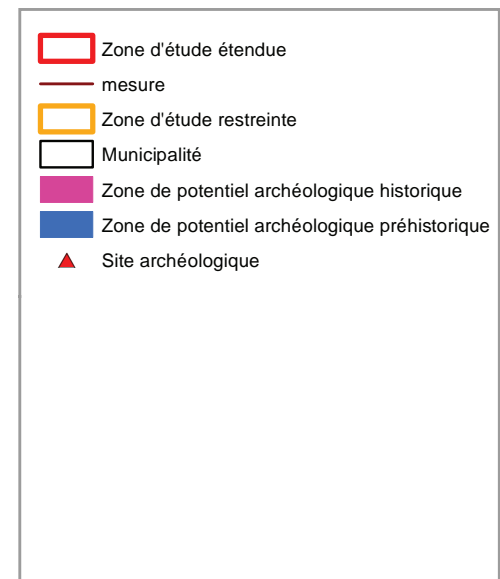 Zone d'étude étendue
mesure
Zone d'étude restreinte
Municipalité
Zone de potentiel archéologique historique
Zone de potentiel archéologique préhistorique
Site archéologique